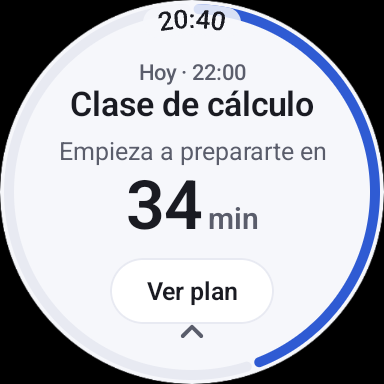 20:40
Hoy · 22:00
Clase de cálculo
Empieza a prepararte en
34 min
Ver plan